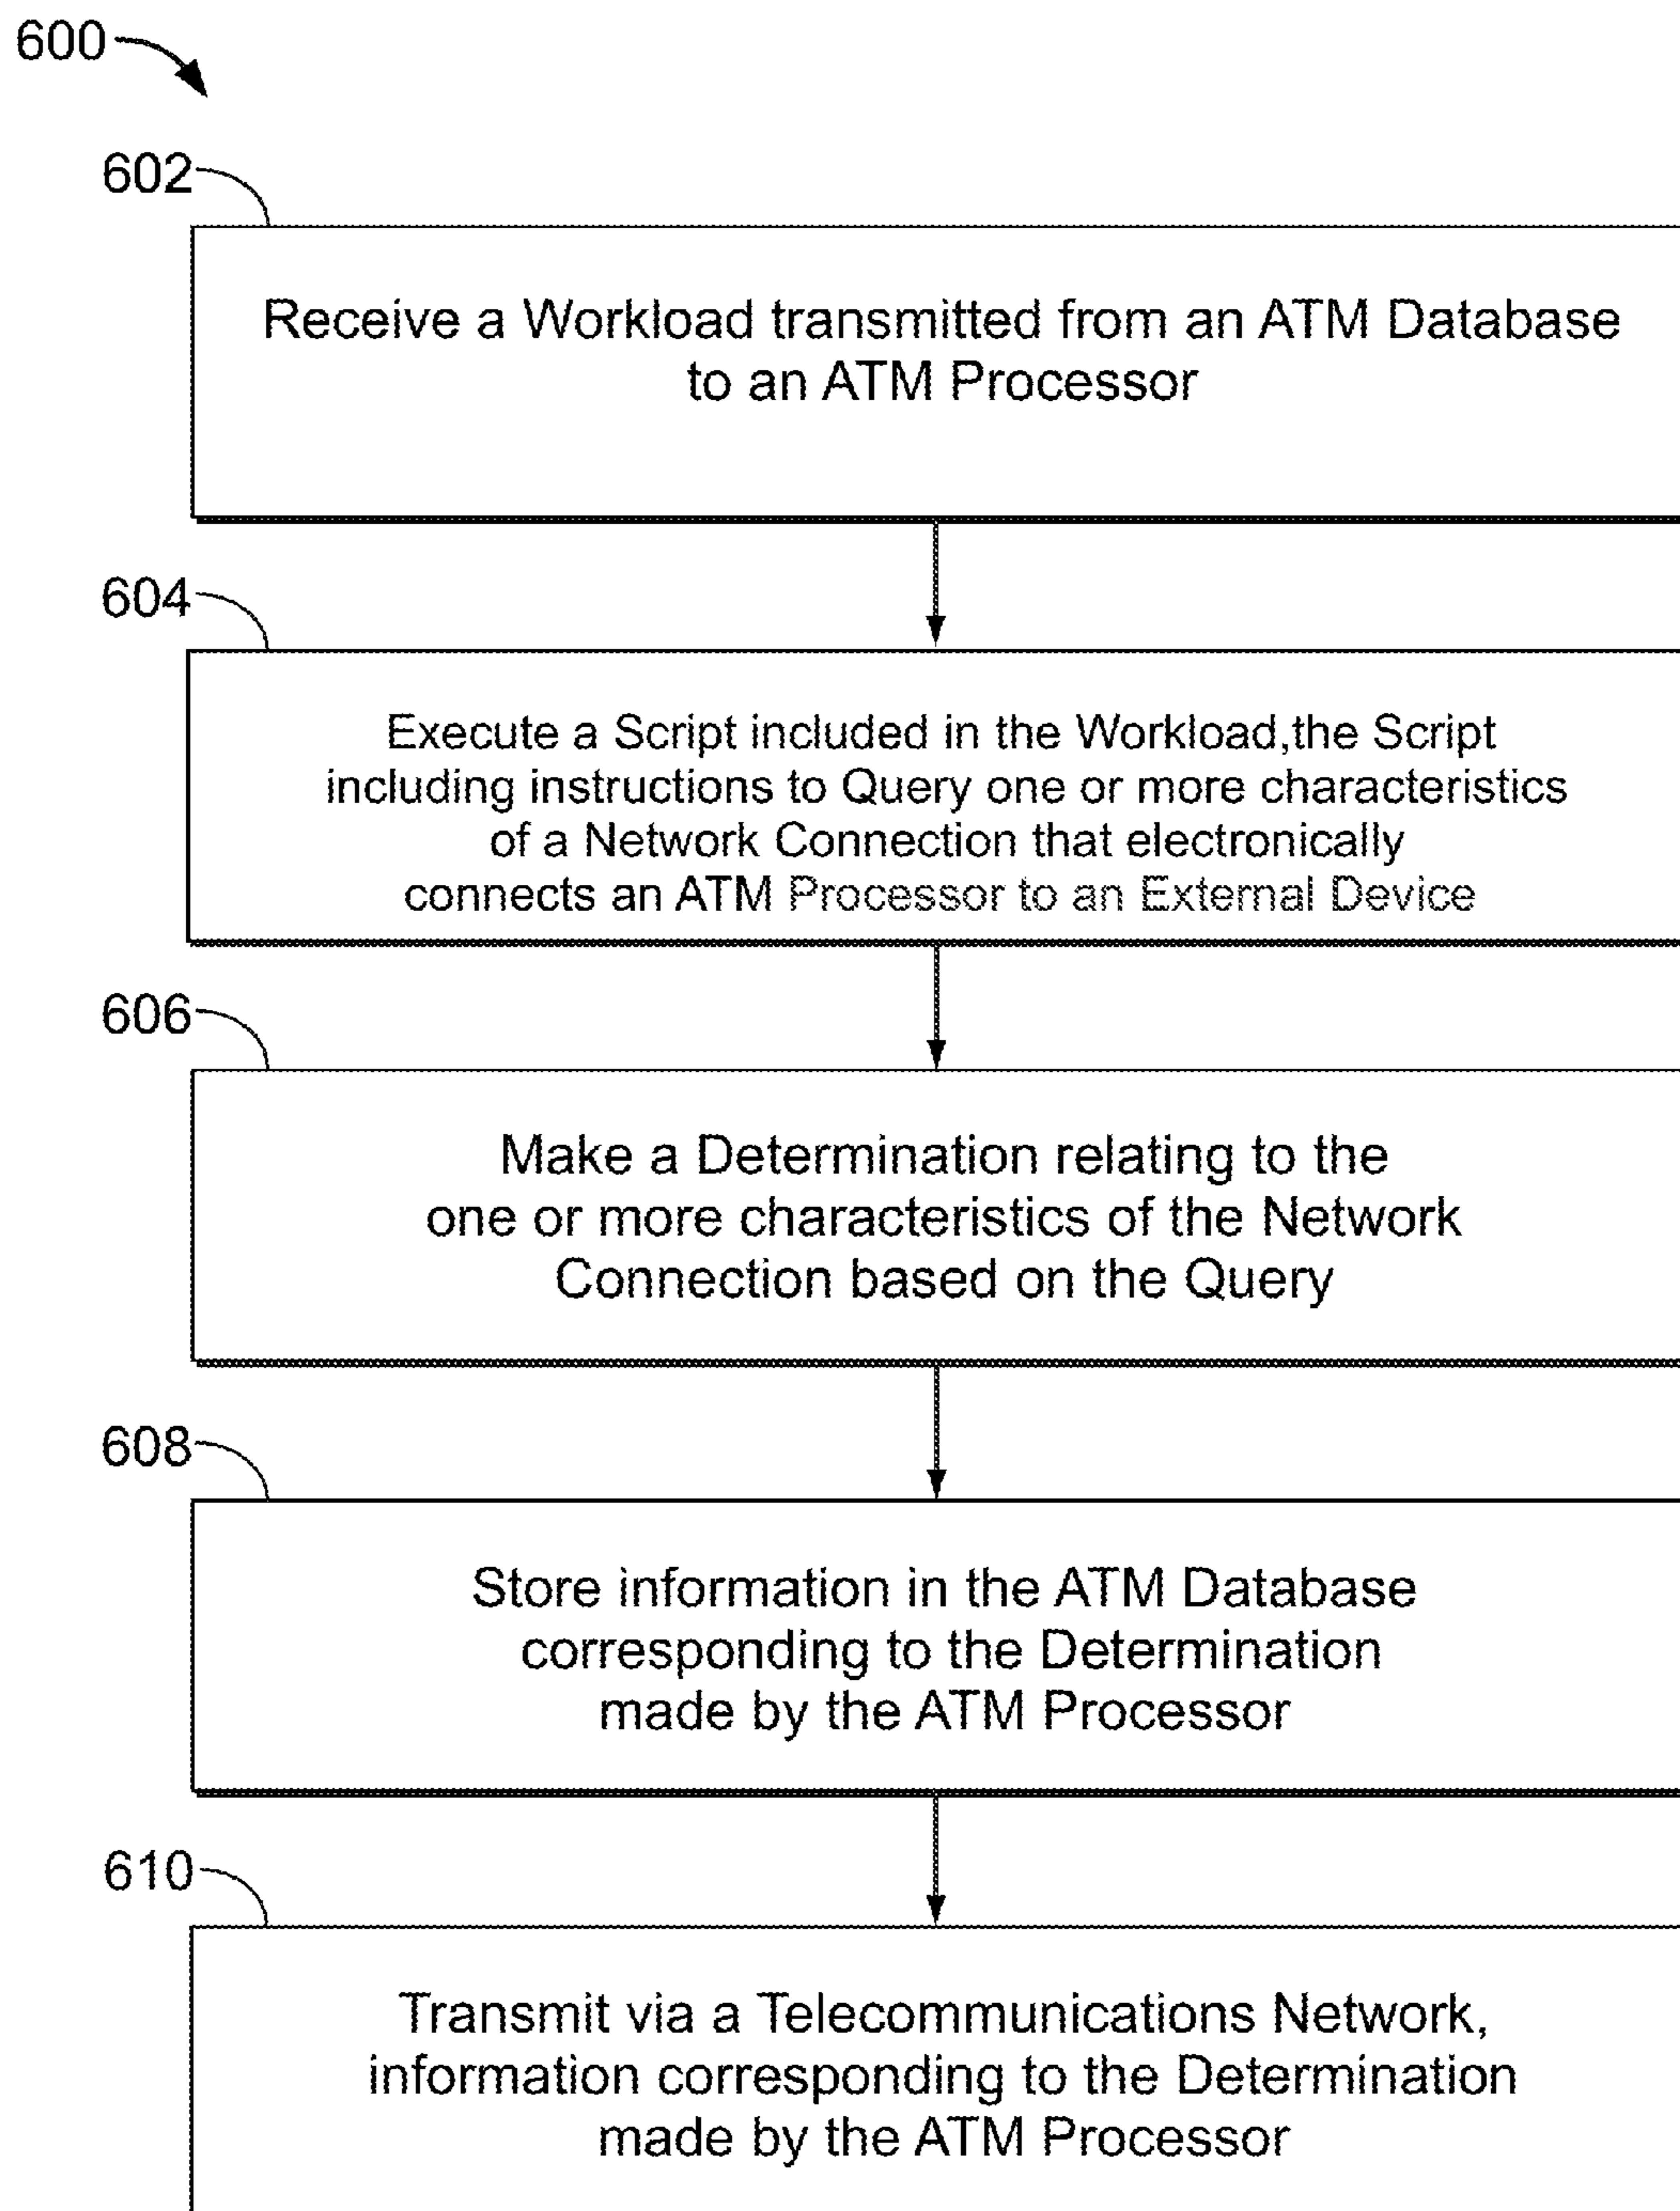 600
602
Receive a Workload transmitted from an ATM Database
to an ATM Processor
604
Execute a Script included in the Workload,the Script
including instructions to Query one or more characteristics
of a Network Connection that electronically
connects an ATM Processor to an External Device
606
Make a Determination relating to the
one or more characteristics of the Network
Connection based on the Query
608
Store information in the ATM Database
corresponding to the Determination
made by the ATM Processor
610
Transmit via a Telecommunications Network,
information corresponding to the Determination
made by the ATM Processor